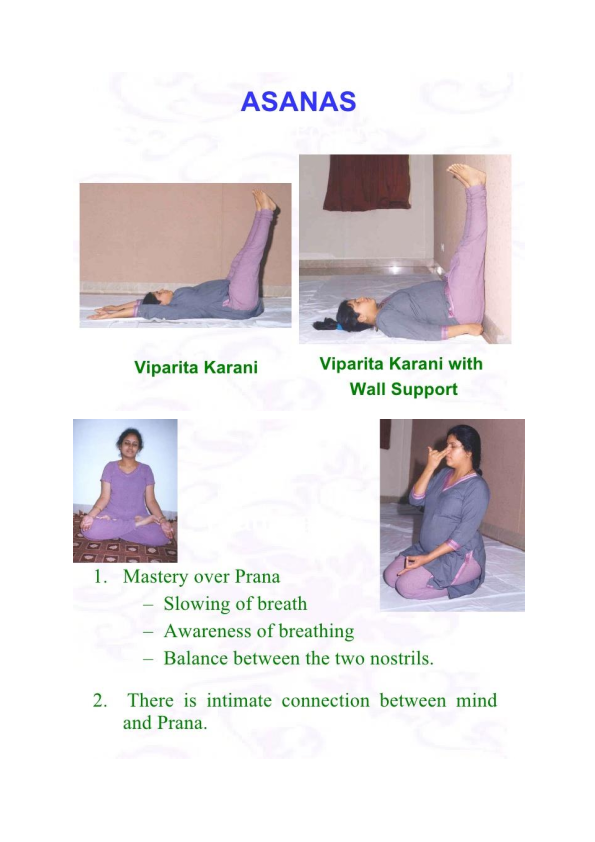 ASANAS
Viparita Karani
Viparita Karani with
Wall Support
1. Mastery over Prana
– Slowing of breath
– Awareness of breathing
– Balance between the two nostrils.
2. There is intimate connection between mind
and Prana.